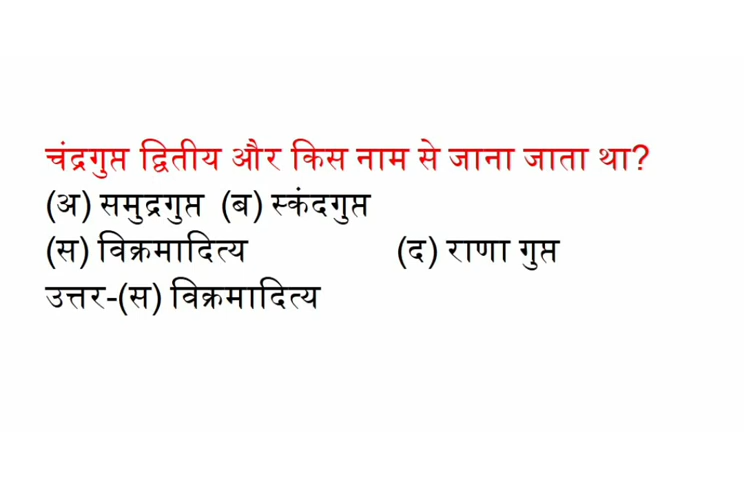 चंद्रगुप्त द्वितीय और किस नाम से जाना जाता था?
(अ) समुद्रगुप्त (ब) स्कंदगुप्त
(स) विक्रमादित्य (द) राणा गुप्त
उत्तर-(स) विक्रमादित्य